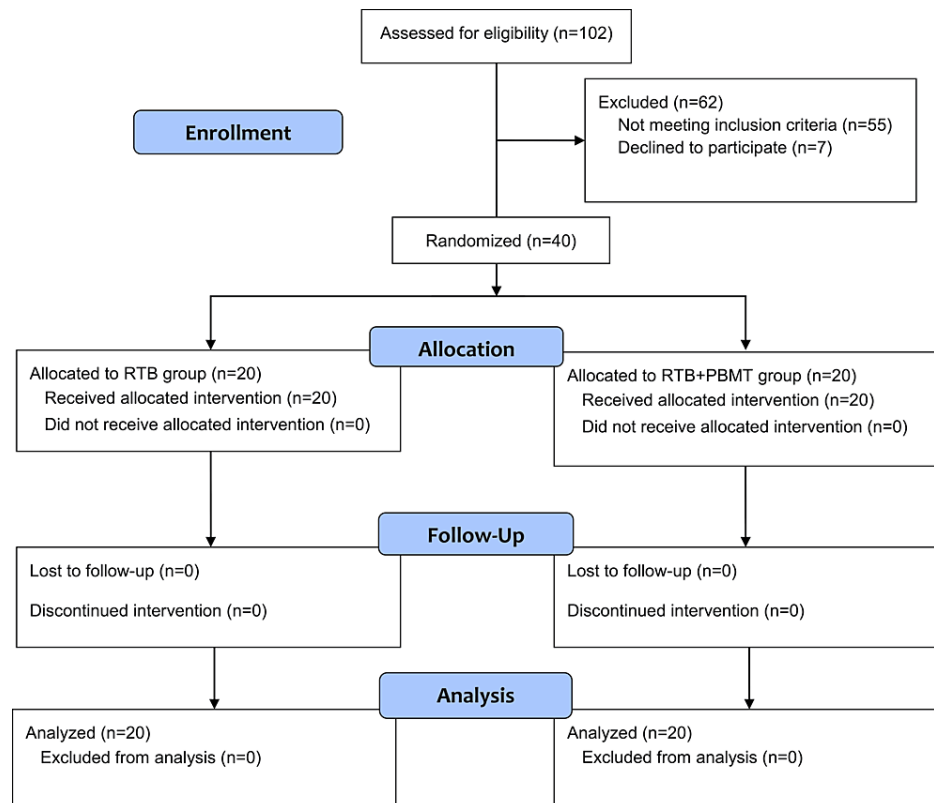 Assessed for eligibility (n=102)
Enrollment
Excluded (n=62)
Not meeting inclusion criteria (n=55)
Declined to participate (n=7)
Randomized (n=40)
Allocation
Allocated to RTB group (n=20)
Received allocated intervention (n=20)
Did not receive allocated intervention (n=0)
Allocated to RTB+PBMT group (n=20)
Received allocated intervention (n=20)
Did not receive allocated intervention (n=0)
Follow-Up
Lost to follow-up (n=0)
Discontinued intervention (n=0)
Lost to follow-up (n=0)
Discontinued intervention (n=0)
Analysis
Analyzed (n=20)
Excluded from analysis (n=0)
Analyzed (n=20)
Excluded from analysis (n=0)